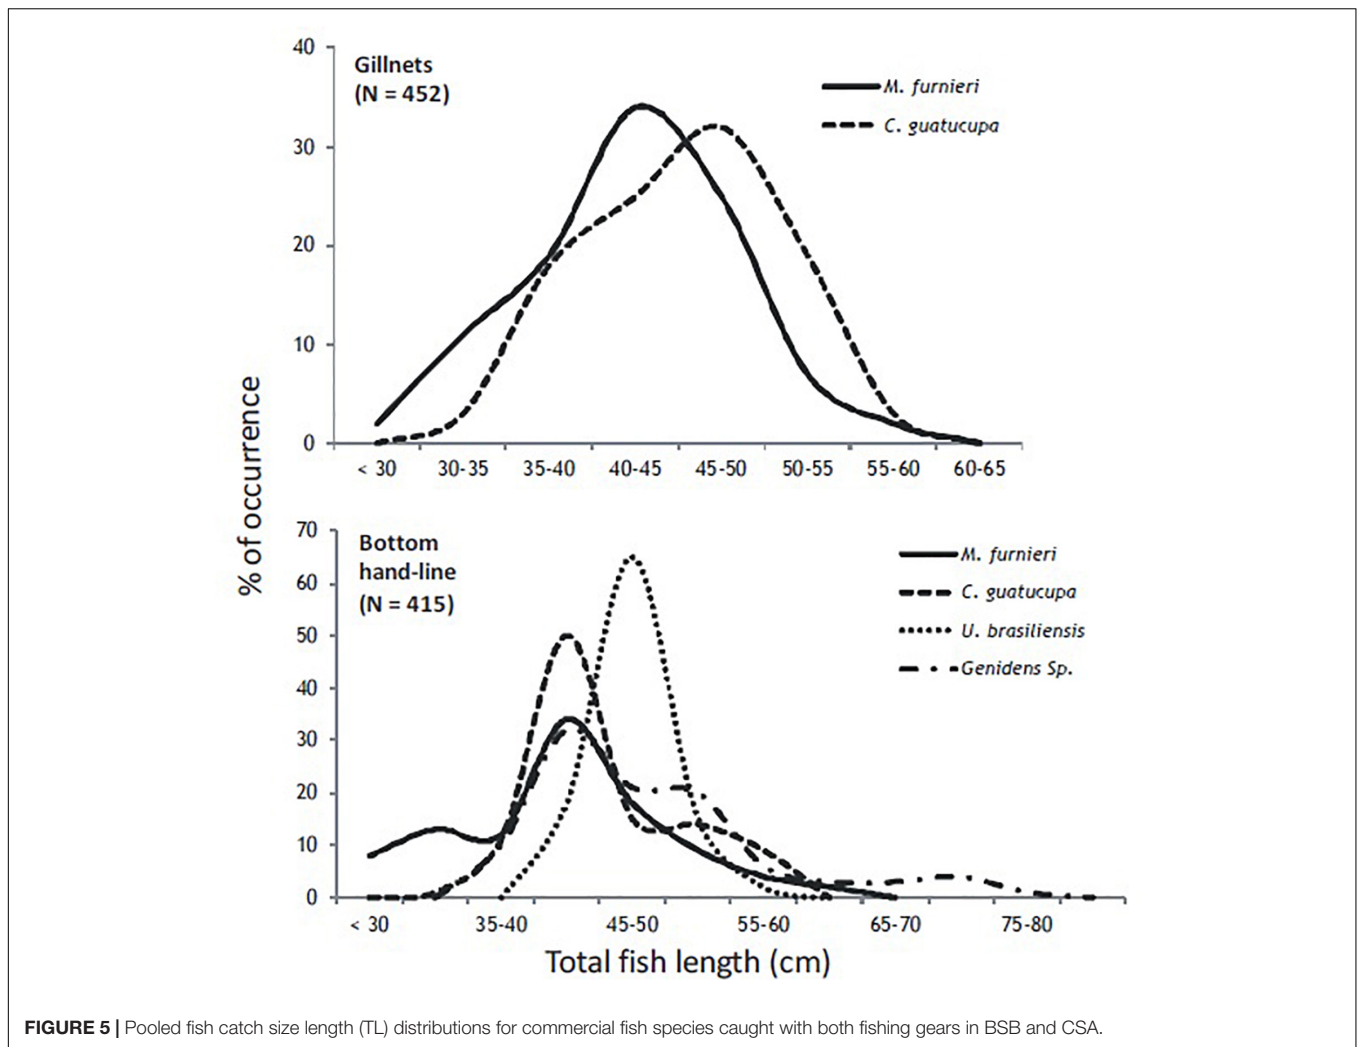 40
30
20
10
0
Gillnets
(N = 452)
M. furnieri
C. guatucupa
< 30 30-35 35-40 40-45 45-50 50-55 55-60 60-65
% of occurrence
70
60
50
40
30
20
10
0
Bottom
hand-line
(N = 415)
M. furnieri
C. guatucupa
U. brasiliensis
Genidens Sp.
< 30 35-40 45-50 55-60 65-70 75-80
Total fish length (cm)
FIGURE 5 | Pooled fish catch size length (TL) distributions for commercial fish species caught with both fishing gears in BSB and CSA.